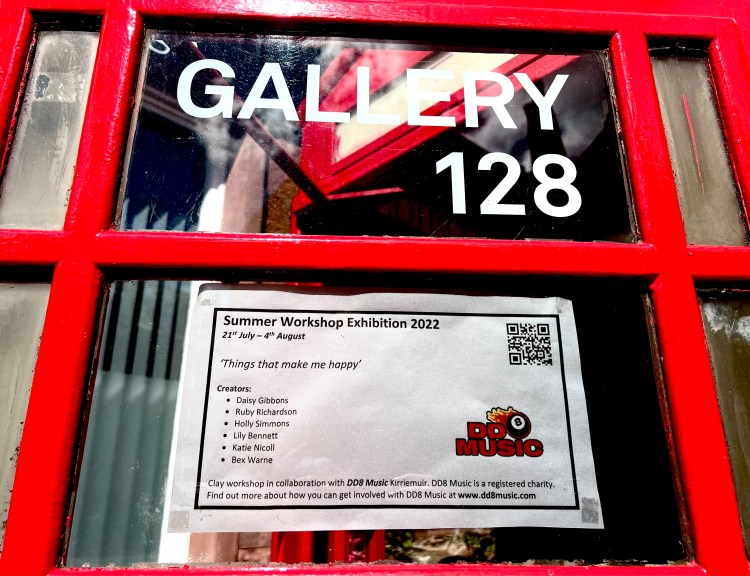 GALLERY
128
Summer Workshop Exhibition 2022
21st July – 4th August
'Things that make me happy'
Creators:
• Daisy Gibbons
• Ruby Richardson
• Holly Simmons
• Lily Bennett
• Katie Nicoll
• Bex Warne
8
DD
MUSIC
Clay workshop in collaboration with DD8 Music Kirriemuir. DD8 Music is a registered charity.
Find out more about how you can get involved with DD8 Music at www.dd8music.com